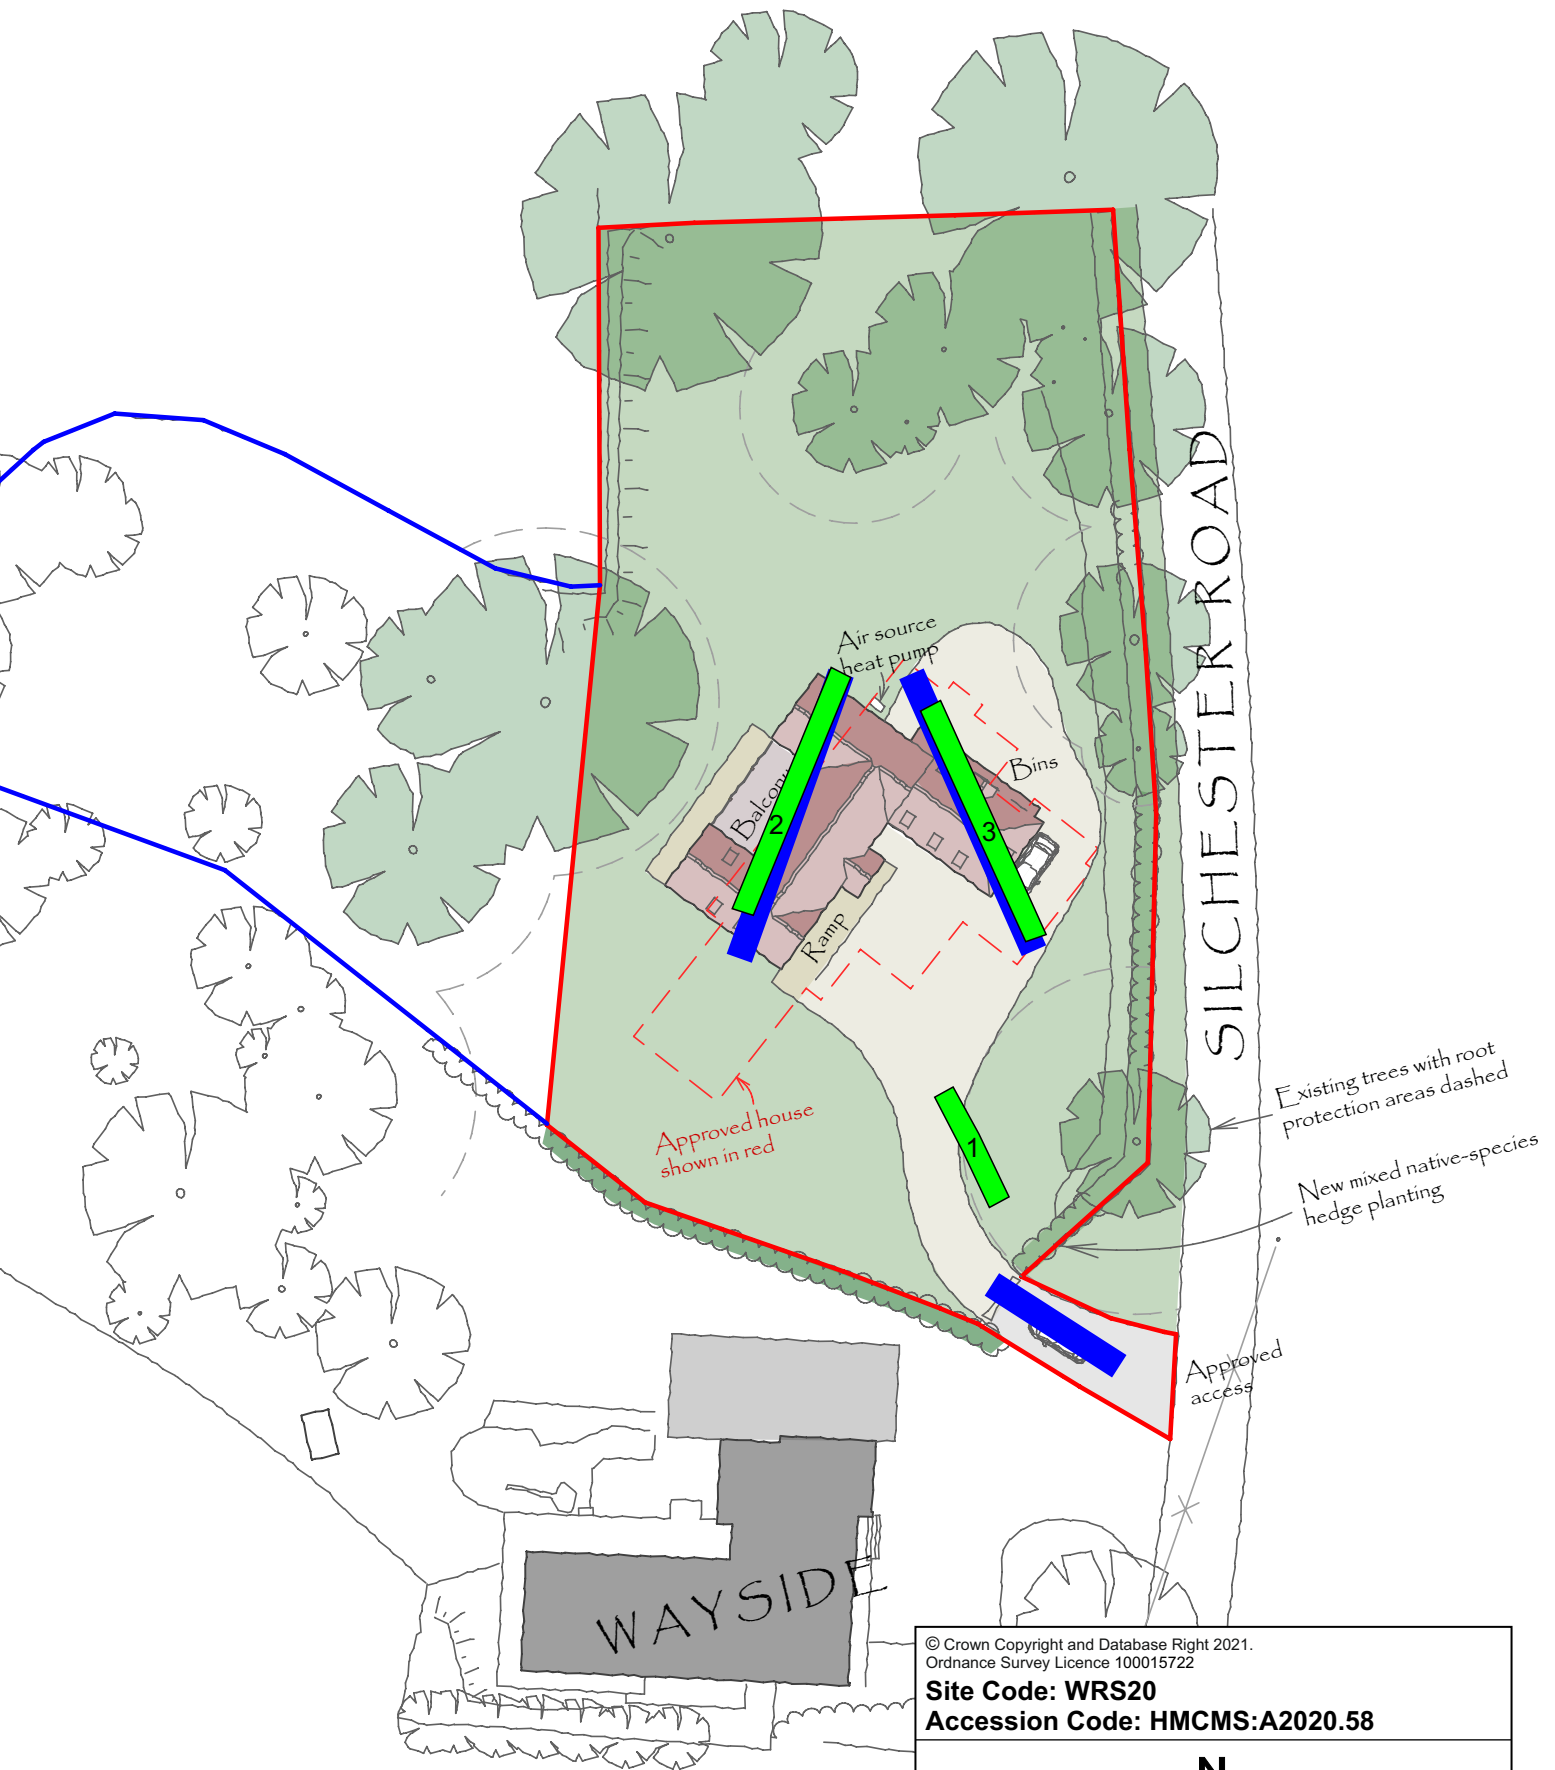 Air source
heat pump
SILCHESTER ROAD
Bins
Balcony
2
3
Ramp
1
Approved house
shown in red
Existing trees with root
protection areas dashed
New mixed native-species
hedge planting
Approved
access
WAYSIDE
© Crown Copyright and Database Right 2021.
Ordnance Survey Licence 100015722
Site Code: WRS20
Accession Code: HMCMS:A2020.58
N